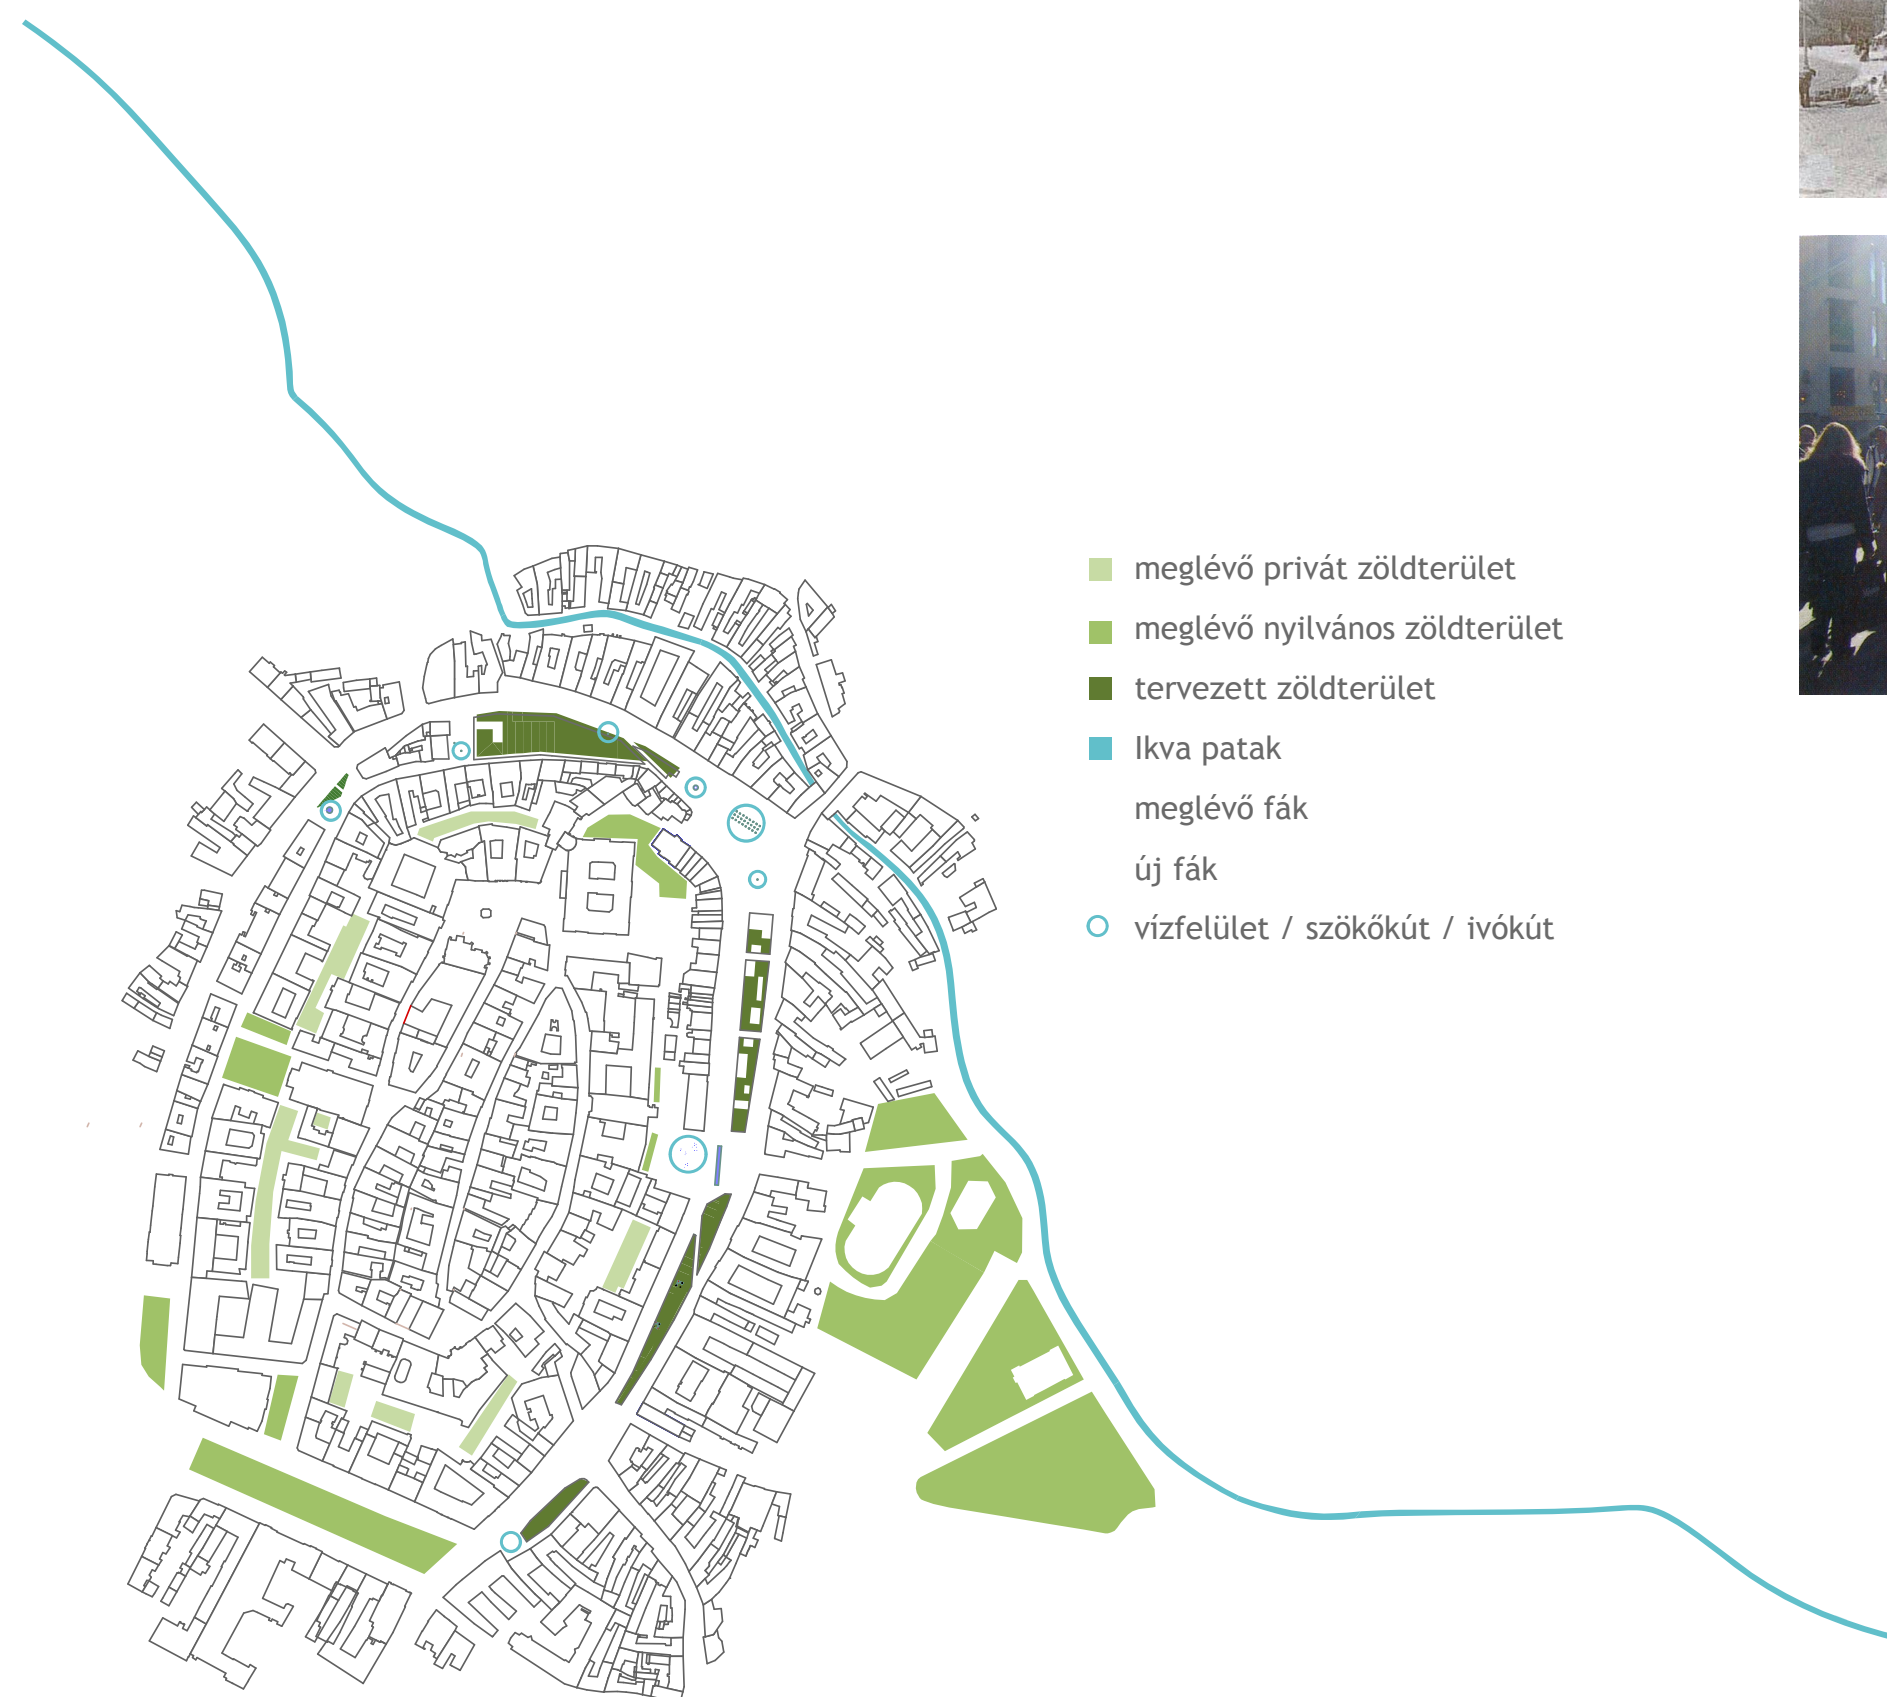 meglévő privát zöldterület
meglévő nyilvános zöldterület
tervezett zöldterület
Ikva patak
meglévő fák
új fák
vízfelület / szökőkút / ivókút